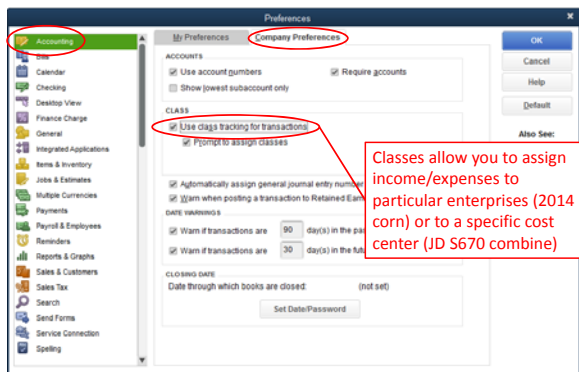 Preferences
Accounting
Bills
Calendar
Checking
Desktop View
Finance Charge
General
Integrated Applications
Items & Inventory
Jobs & Estimates
Multiple Currencies
Payments
Payroll & Employees
Reminders
Reports & Graphs
Sales & Customers
Sales Tax
Search
Send Forms
Service Connection
Spelling
My Preferences
Company Preferences
ACCOUNTS
Use account numbers
Require accounts
Show lowest subaccount only
CLASS
Use class tracking for transactions
Prompt to assign classes
Automatically assign general journal entry number
Warn when posting a transaction to Retained Earn
DATE WARNINGS
Warn if transactions are 90 day(s) in the pa
Warn if transactions are 30 day(s) in the futu
CLOSING DATE
Date through which books are closed: (not set)
Set Date/Password
OK
Cancel
Help
Default
Also See:
Classes allow you to assign
income/expenses to
particular enterprises (2014
corn) or to a specific cost
center (JD S670 combine)